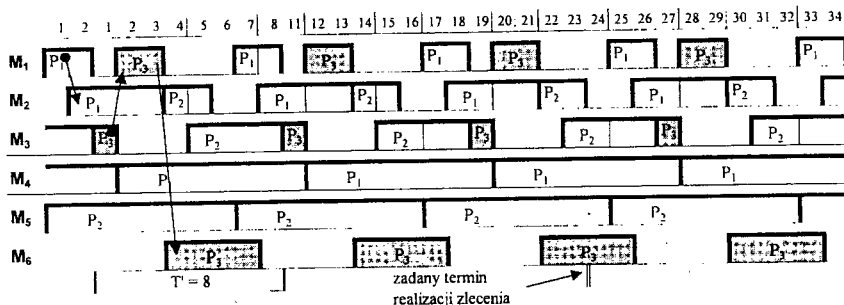 1 2 1 2 3 4 5 6 7 8 11 12 13 14 15 16 17 18 19 20 21 22 23 24 25 26 27 28 29 30 31 32 33 34
M1 P1 P3 P1 P3 P1 P3 P1 P3 P1
M2 P1 P2 P1 P2 P1 P2 P1 P2
M3 P3 P2 P3 P2 P3 P2 P3 P2
M4 P P1 P1 P1
M5 P2 P2 P2 P2
M6 P3 P3 P3 P3
T' = 8
zadany termin
realizacji zlecenia